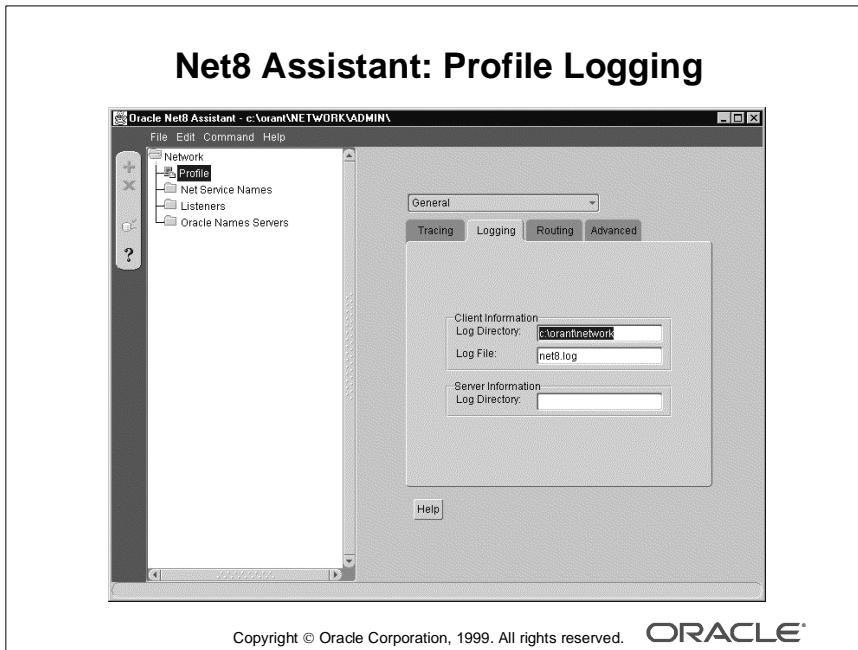 Net8 Assistant: Profile Logging
Oracle Net8 Assistant - c:\orant\NETWORK\ADMIN\
File Edit Command Help
Network
Profile
Net Service Names
Listeners
Oracle Names Servers
?
General
Tracing Logging Routing Advanced
Client Information
Log Directory: c:\orant\network
Log File: net8.log
Server Information
Log Directory:
Help
Copyright © Oracle Corporation, 1999. All rights reserved. ORACLE®